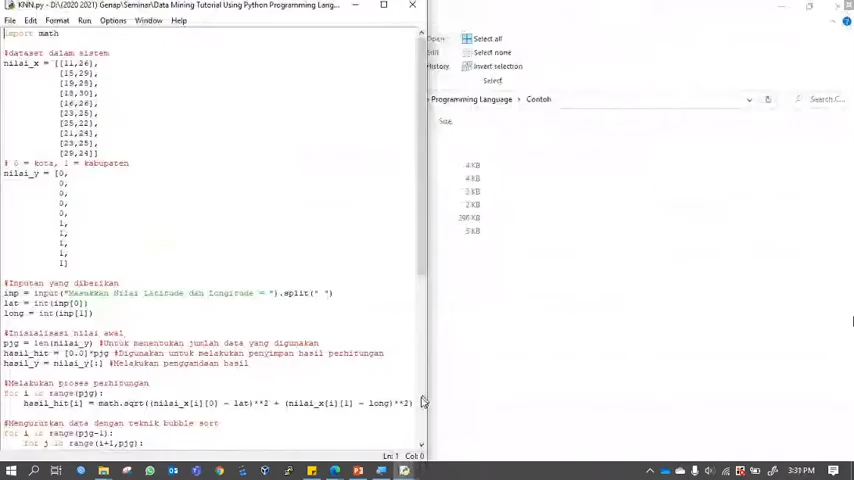 KNN.py - D:\(2020 2021) Genap\Seminar\Data Mining Tutorial Using Python Programming Lang...
File Edit Format Run Options Window Help
import math
#dataset dalam sistem
nilai_x = [[11,26],
[15,29],
[19,28],
[18,30],
[16,26],
[23,25],
[25,22],
[21,24],
[23,25],
[29,24]]
# 0 = kota, 1 = kabupaten
nilai_y = [0,
0,
0,
0,
0,
1,
1,
1,
1,
1]
#Inputan yang diberikan
inp = input("Masukkan Nilai Latitude dan Longitude = ").split(" ")
lat = int(inp[0])
long = int(inp[1])
#Inisialisasi nilai awal
pjg = len(nilai_y) #Untuk menentukan jumlah data yang digunakan
hasil_hit = [0.0]*pjg #Digunakan untuk melakukan penyimpan hasil perhitungan
hasil_y = nilai_y[:] #Melakukan penggandaan hasil
#Melakukan proses perhitungan
for i in range(pjg):
hasil_hit[i] = math.sqrt((nilai_x[i][0] - lat)**2 + (nilai_x[i][1] - long)**2)
#Mengurutkan data dengan teknik bubble sort
for i in range(pjg-1):
for j in range(i+1,pjg):
Ln: 1 Col: 0
Open
Select all
Edit
Select none
History
Invert selection
Select
Programming Language > Contoh
Search C...
Size
4 KB
4 KB
3 KB
2 KB
296 KB
5 KB
3:31 PM